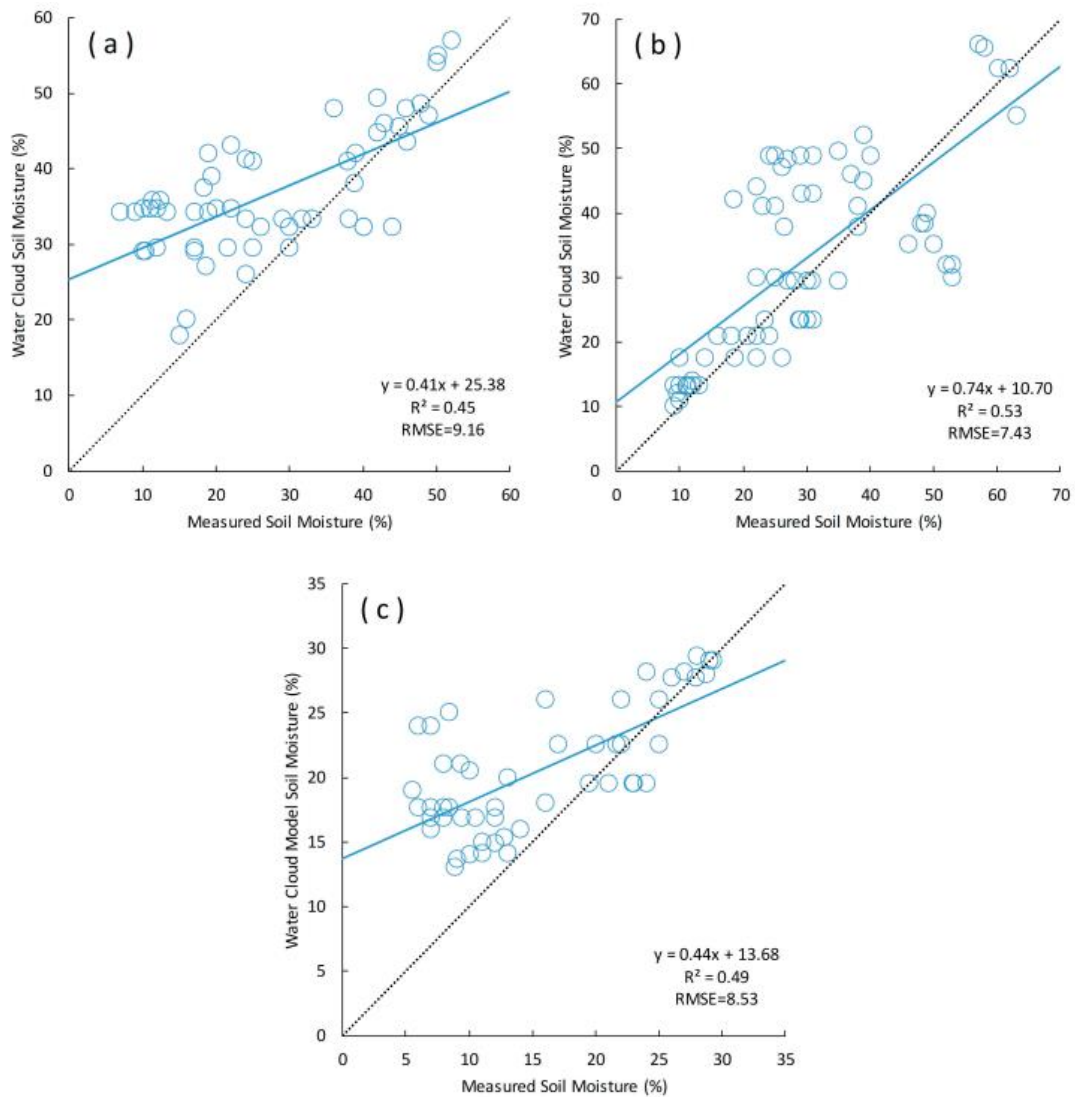 ( a )
60
50
40
30
20
10
0
Water Cloud Soil Moisture (%)
y = 0.41x + 25.38
R² = 0.45
RMSE=9.16
0 10 20 30 40 50 60
Measured Soil Moisture (%)
( b )
70
60
50
40
30
20
10
0
Water Cloud Soil Moisture (%)
y = 0.74x + 10.70
R² = 0.53
RMSE=7.43
0 10 20 30 40 50 60 70
Measured Soil Moisture (%)
( c )
35
30
25
20
15
10
5
0
Water Cloud Model Soil Moisture (%)
y = 0.44x + 13.68
R² = 0.49
RMSE=8.53
0 5 10 15 20 25 30 35
Measured Soil Moisture (%)